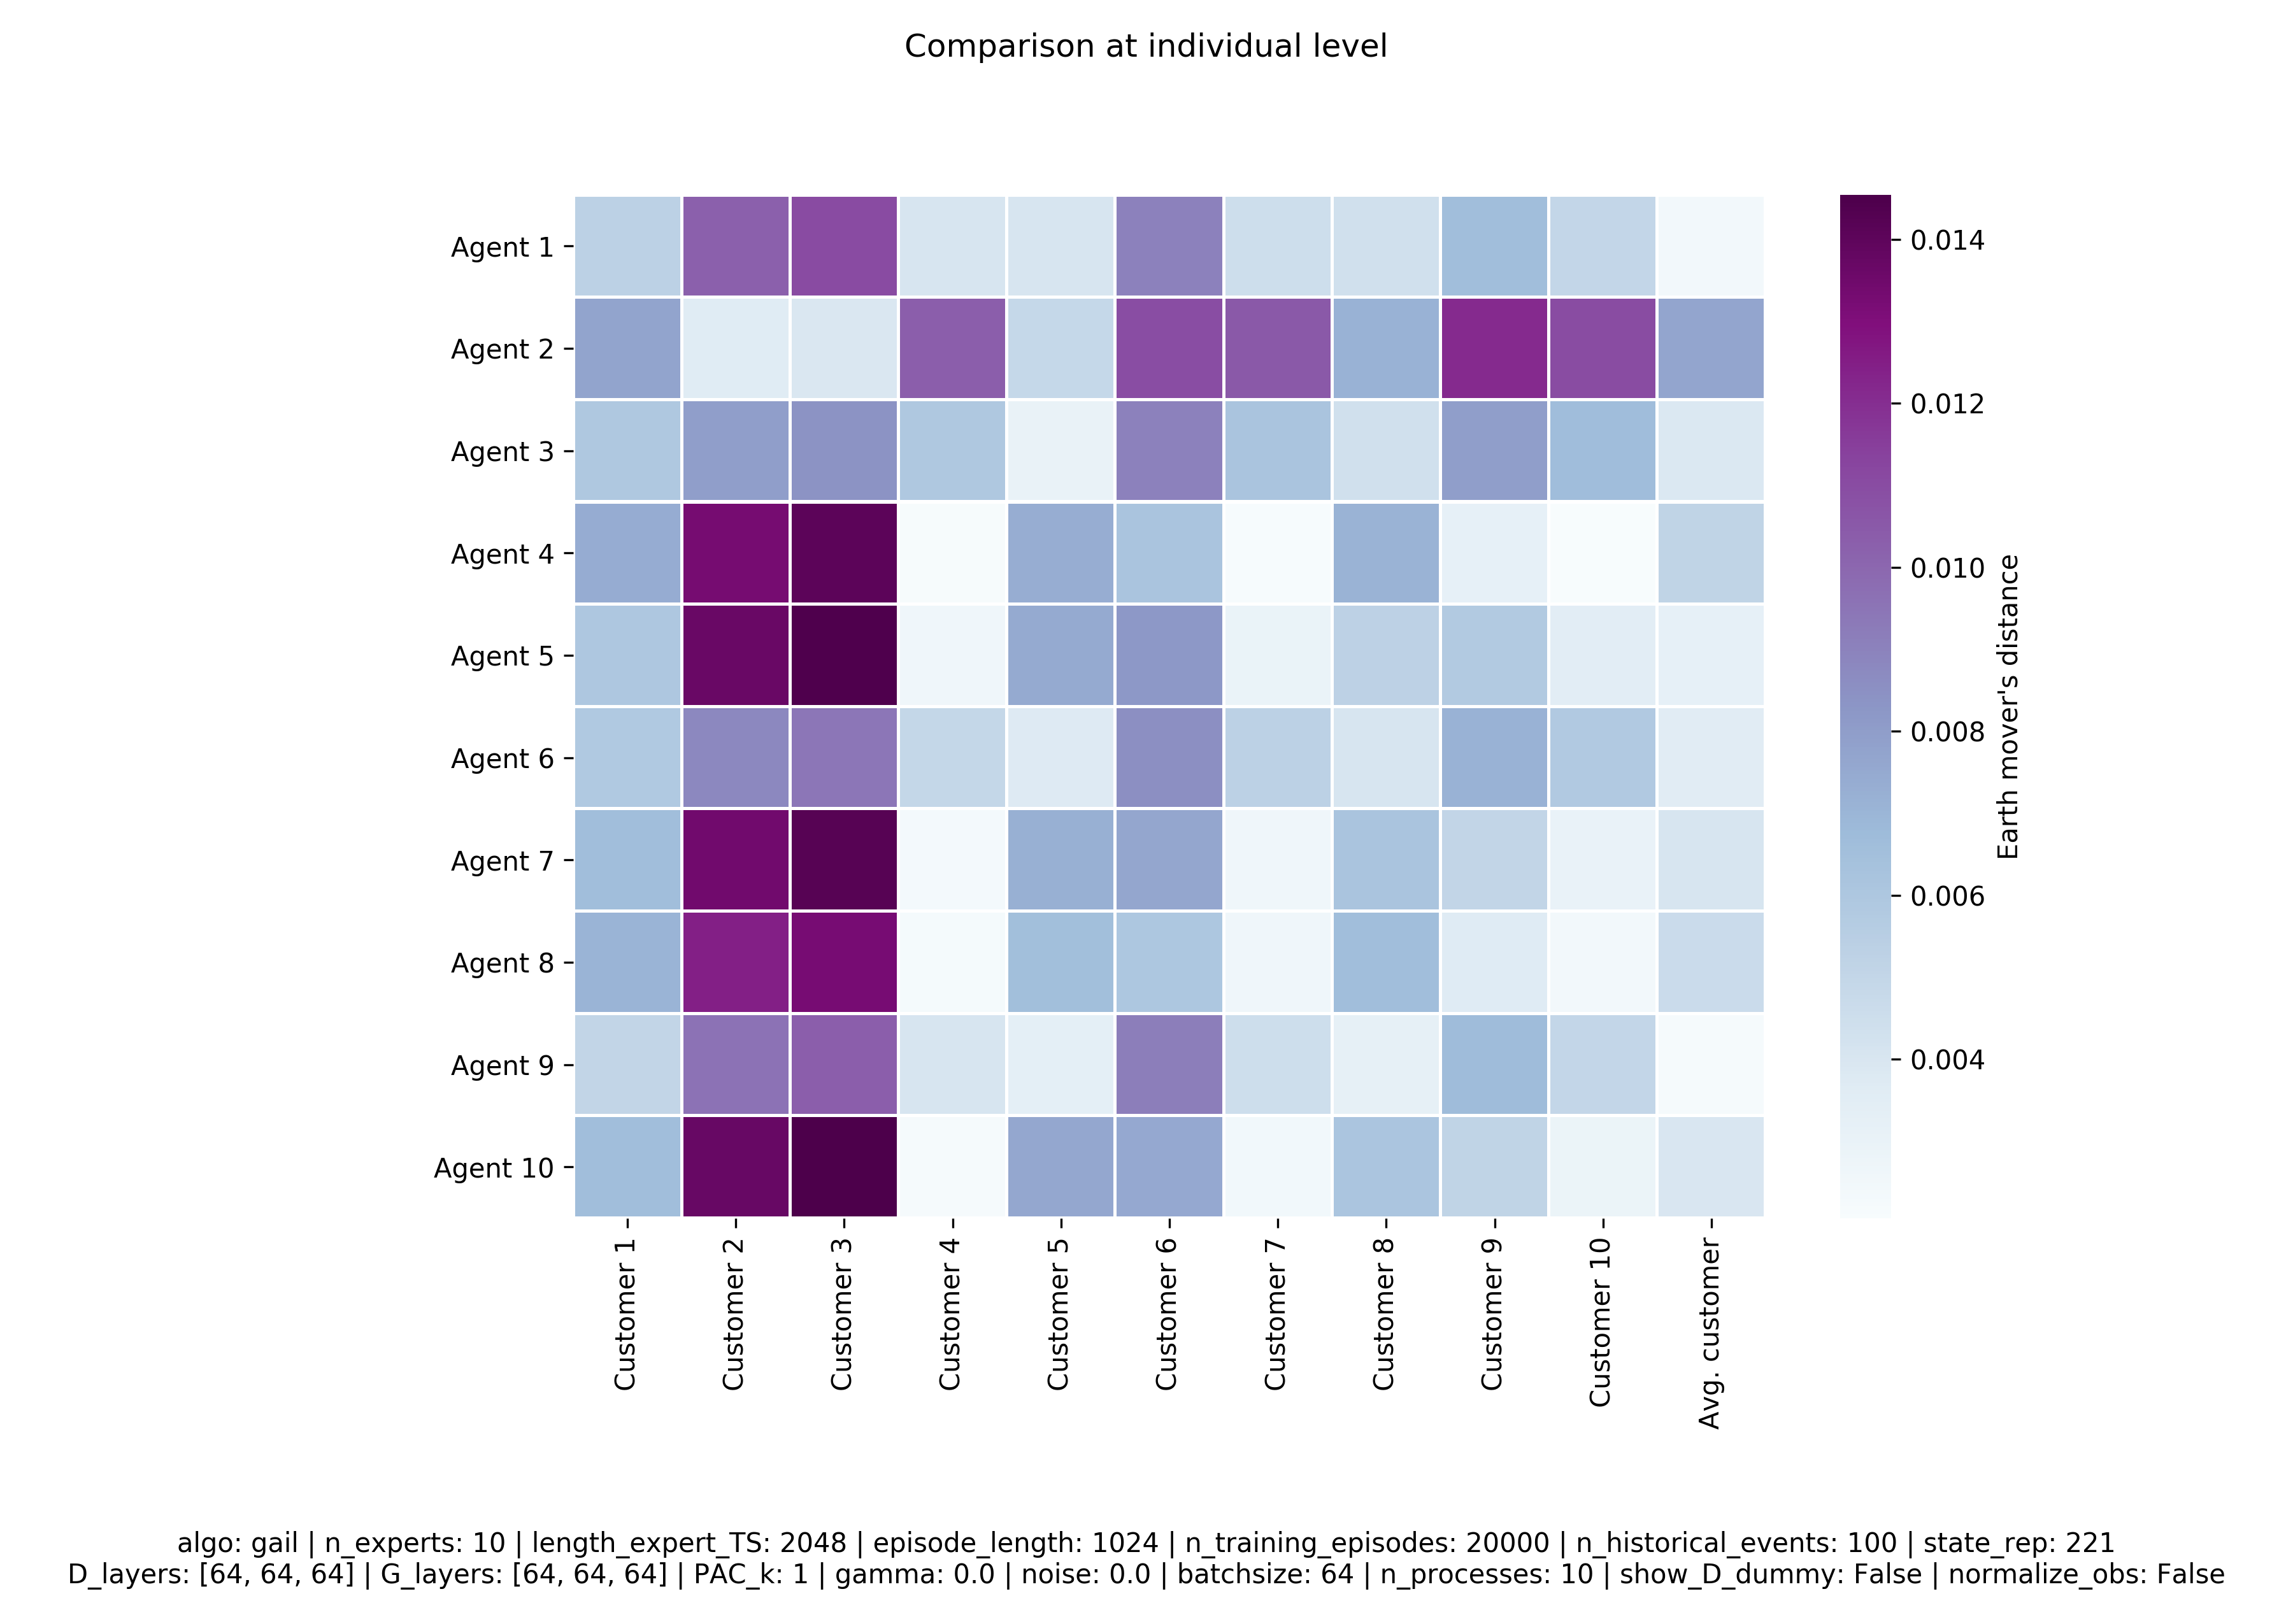 Comparison at individual level
Agent 1
Agent 2
Agent 3
Agent 4
Agent 5
Agent 6
Agent 7
Agent 8
Agent 9
Agent 10
Customer 1
Customer 2
Customer 3
Customer 4
Customer 5
Customer 6
Customer 7
Customer 8
Customer 9
Customer 10
Avg. customer
0.014
0.012
0.010
0.008
0.006
0.004
Earth mover's distance
algo: gail | n_experts: 10 | length_expert_TS: 2048 | episode_length: 1024 | n_training_episodes: 20000 | n_historical_events: 100 | state_rep: 221
D_layers: [64, 64, 64] | G_layers: [64, 64, 64] | PAC_k: 1 | gamma: 0.0 | noise: 0.0 | batchsize: 64 | n_processes: 10 | show_D_dummy: False | normalize_obs: False